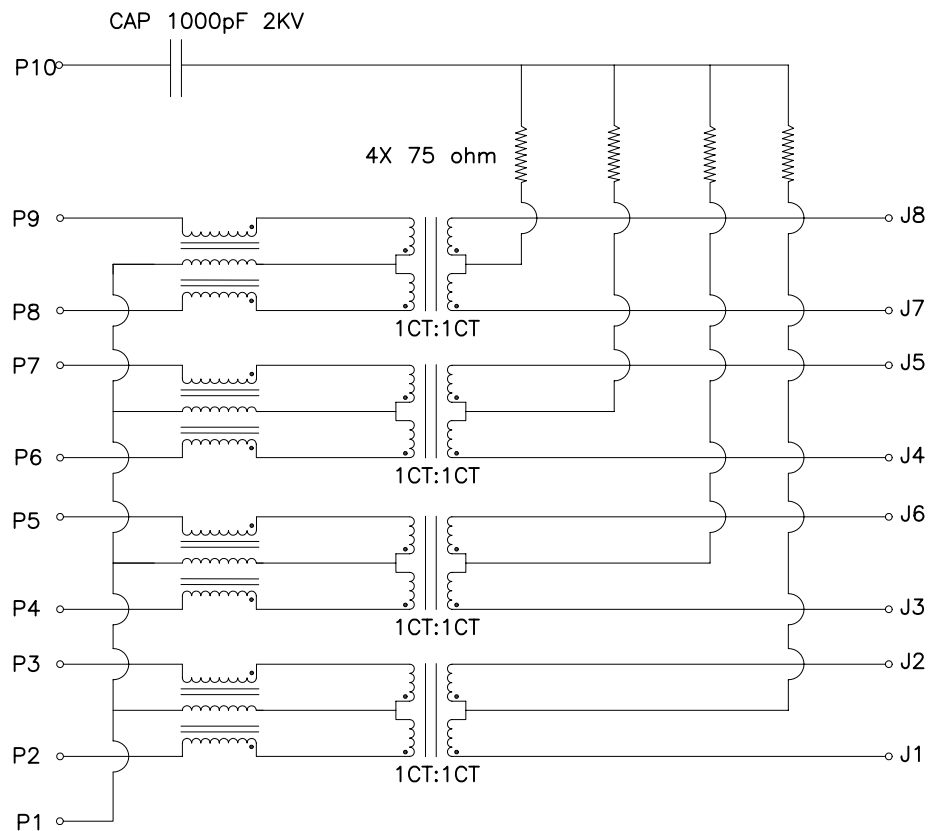 CAP 1000pF 2KV
P10
4X 75 ohm
P9
J8
P8
J7
1CT:1CT
P7
J5
P6
J4
1CT:1CT
P5
J6
P4
J3
1CT:1CT
P3
J2
P2
J1
1CT:1CT
P1